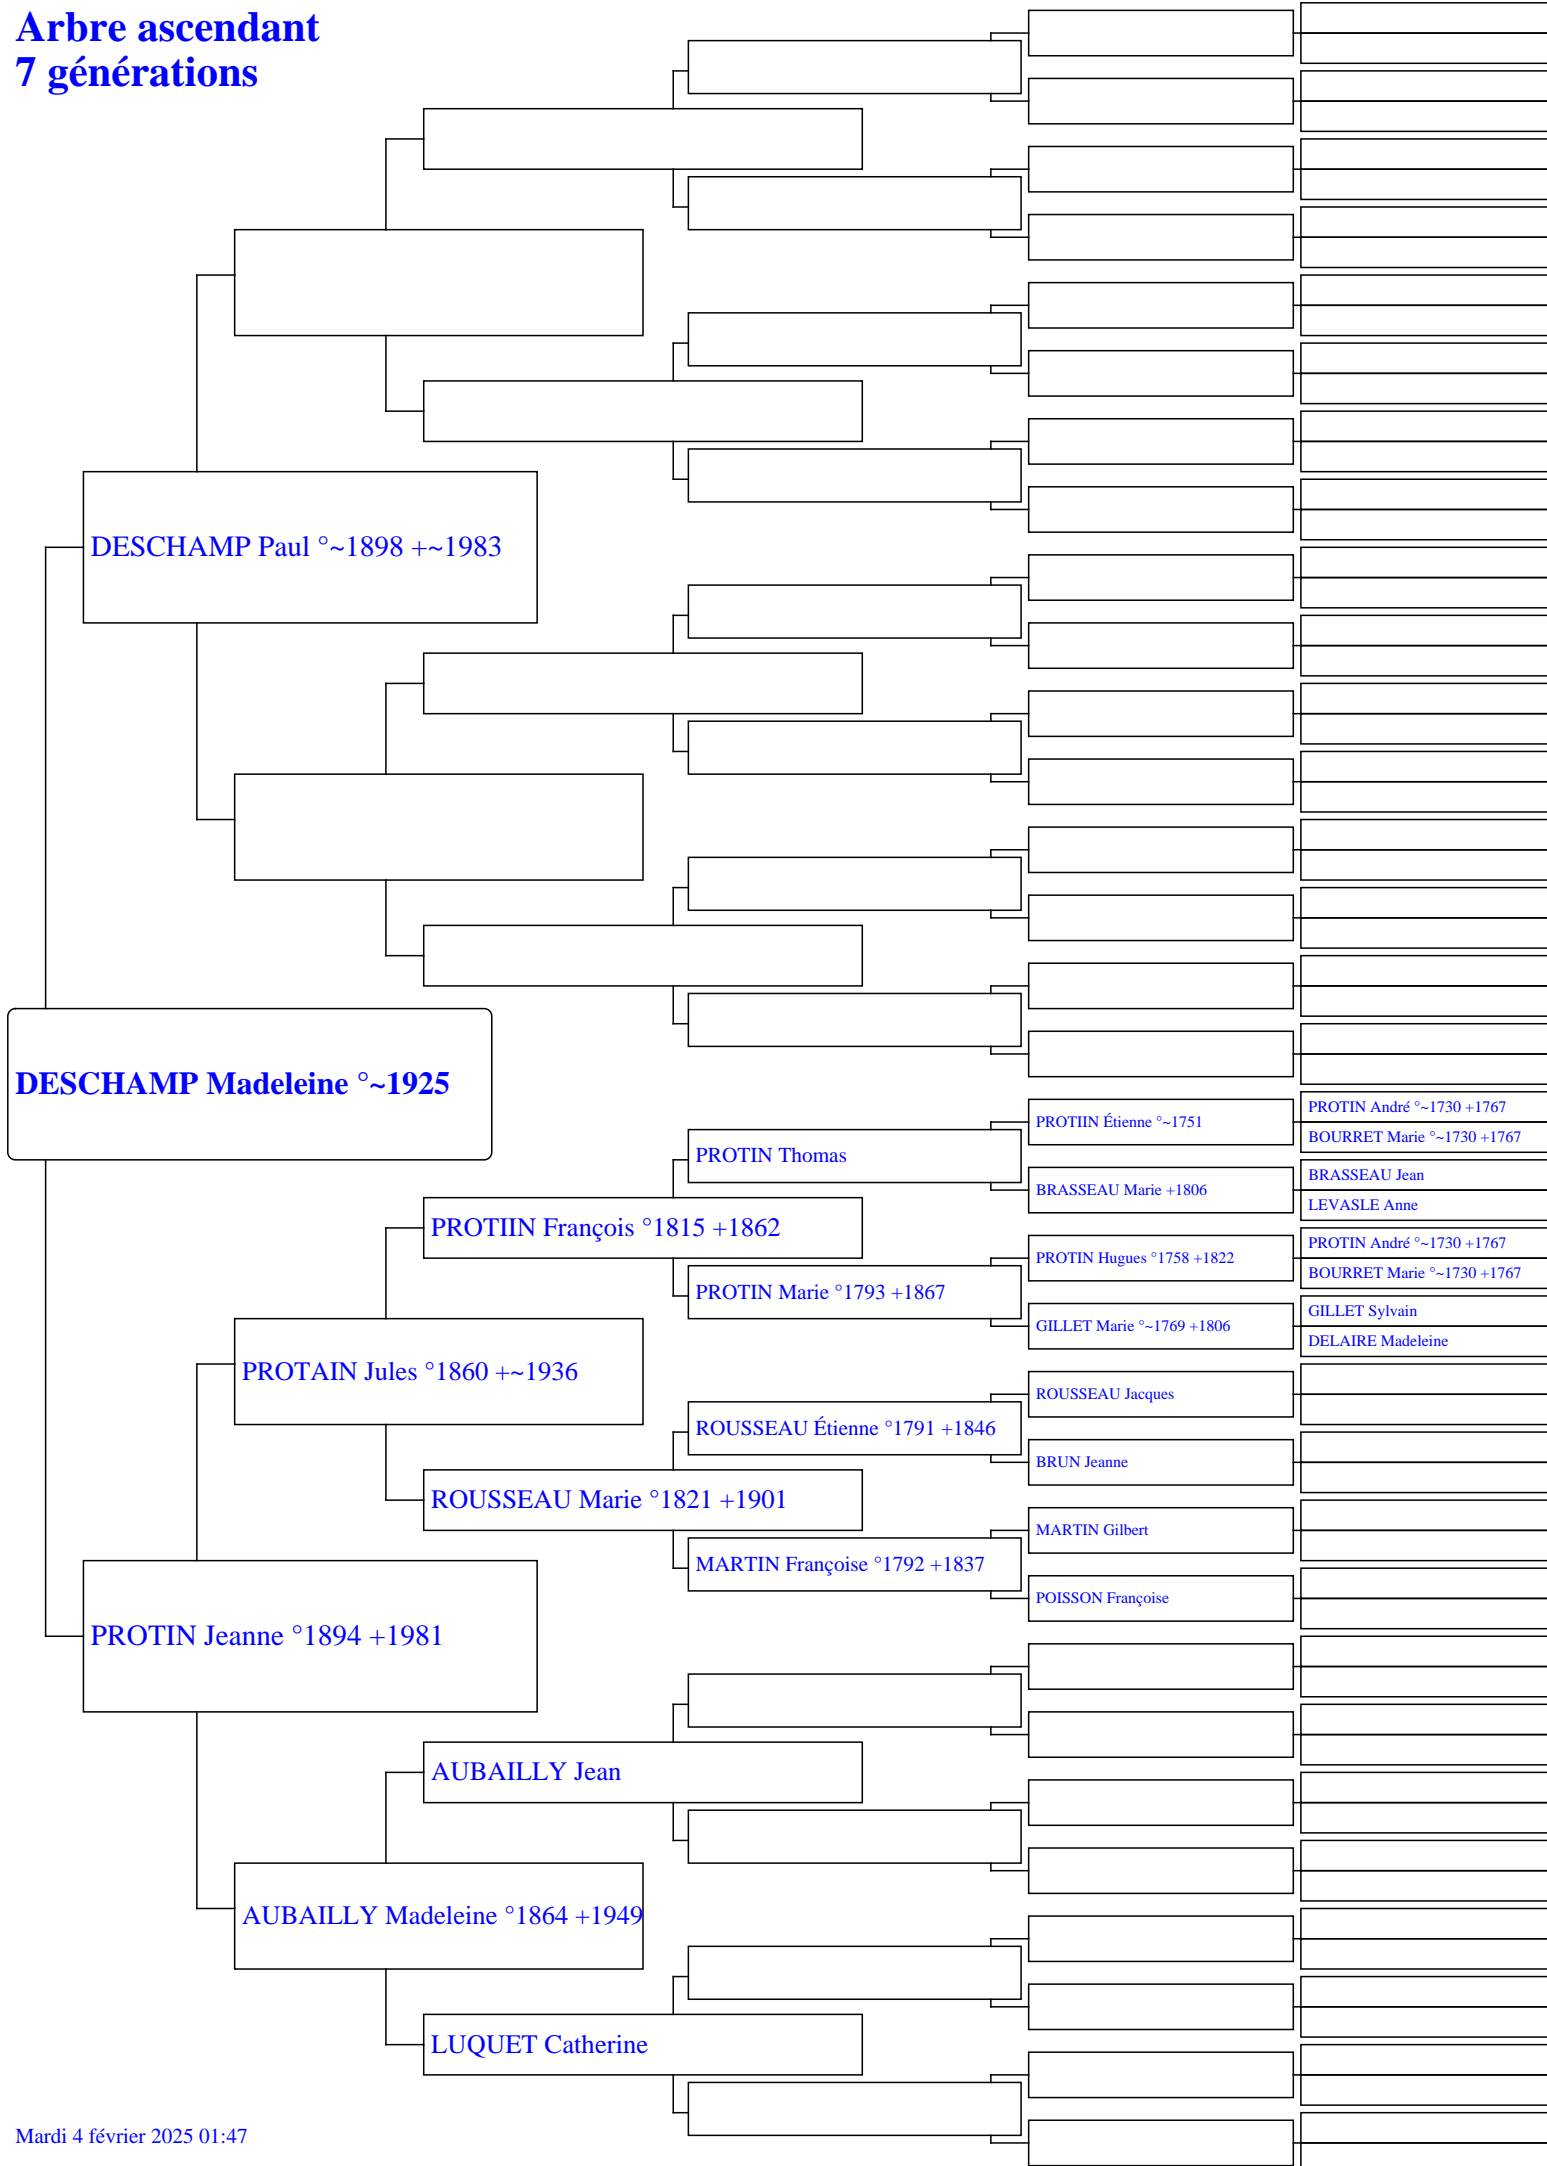 Arbre ascendant
7 générations
DESCHAMP Paul °~1898 +~1983
DESCHAMP Madeleine °~1925
PROTIN André °~1730 +1767
PROTIIN Étienne °~1751
BOURRET Marie °~1730 +1767
PROTIN Thomas
BRASSEAU Jean
BRASSEAU Marie +1806
LEVASLE Anne
PROTIIN François °1815 +1862
PROTIN André °~1730 +1767
PROTIN Hugues °1758 +1822
BOURRET Marie °~1730 +1767
PROTIN Marie °1793 +1867
GILLET Sylvain
GILLET Marie °~1769 +1806
DELAIRE Madeleine
PROTAIN Jules °1860 +~1936
ROUSSEAU Jacques
ROUSSEAU Étienne °1791 +1846
BRUN Jeanne
ROUSSEAU Marie °1821 +1901
MARTIN Gilbert
MARTIN Françoise °1792 +1837
POISSON Françoise
PROTIN Jeanne °1894 +1981
AUBAILLY Jean
AUBAILLY Madeleine °1864 +1949
LUQUET Catherine
Mardi 4 février 2025 01:47